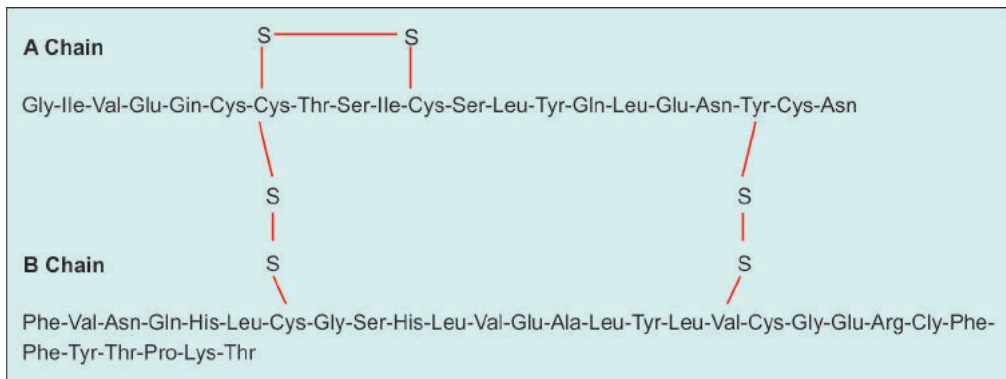 S S
A Chain
Gly-Ile-Val-Glu-Gin-Cys-Cys-Thr-Ser-Ile-Cys-Ser-Leu-Tyr-Gln-Leu-Glu-Asn-Tyr-Cys-Asn
S S
B Chain S S
Phe-Val-Asn-Gln-His-Leu-Cys-Gly-Ser-His-Leu-Val-Glu-Ala-Leu-Tyr-Leu-Val-Cys-Gly-Glu-Arg-Cly-Phe-
Phe-Tyr-Thr-Pro-Lys-Thr